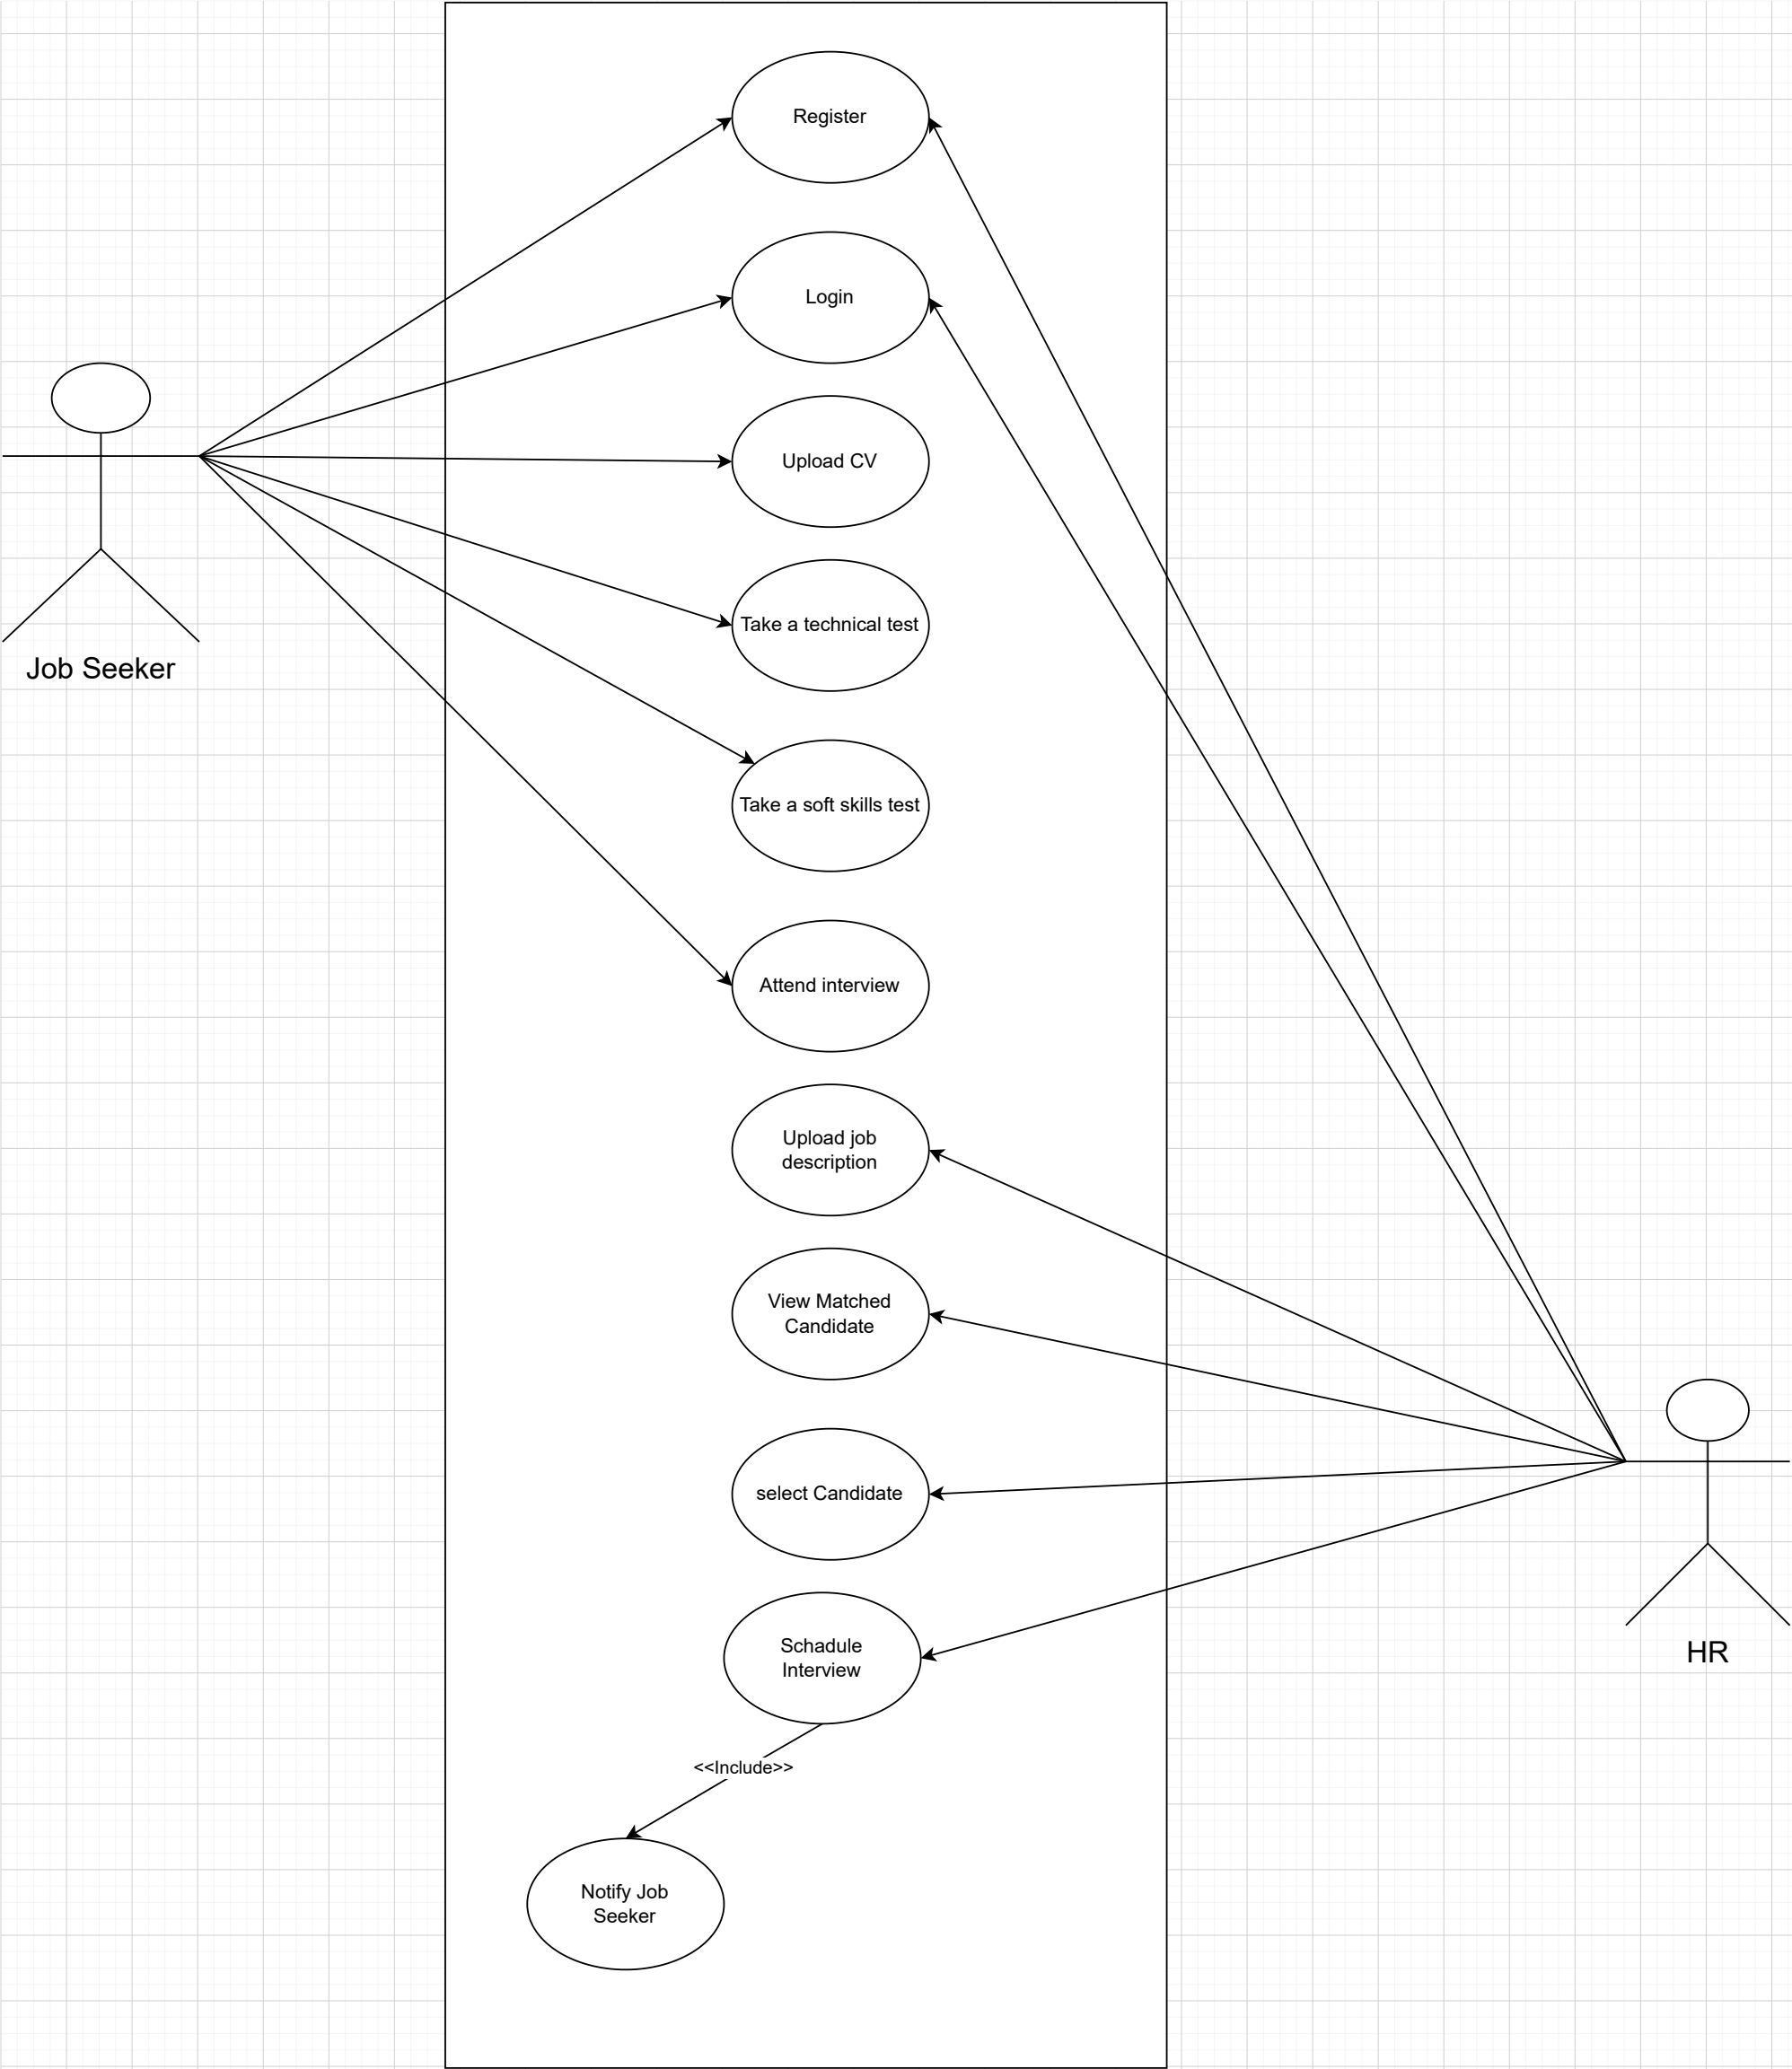 Register
Login
Upload CV
Take a technical test
Job Seeker
Take a soft skills test
Attend interview
Upload job
description
View Matched
Candidate
select Candidate
Schadule
Interview
HR
<<Include>>
Notify Job
Seeker